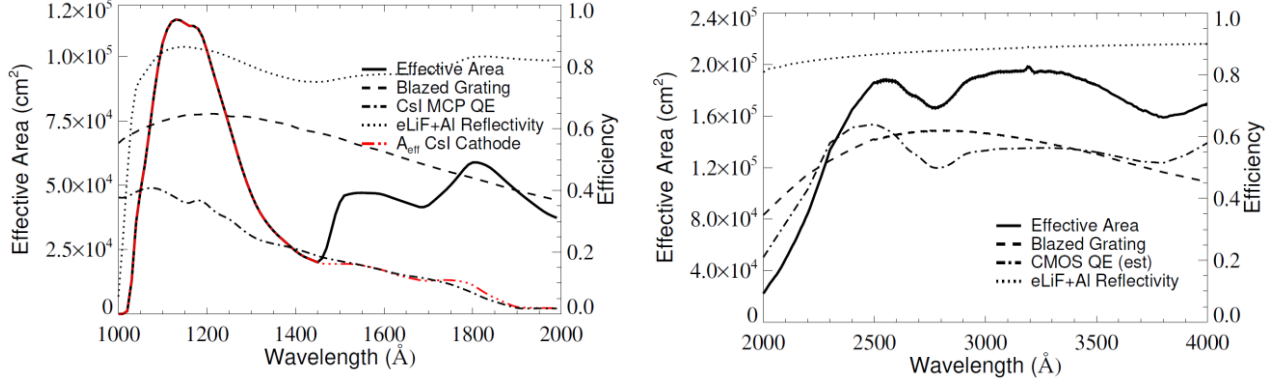 1.2×10⁵
1.0×10⁵
7.5×10⁴
5.0×10⁴
2.5×10⁴
0
Effective Area (cm²)
1.0
0.8
0.6
0.4
0.2
0.0
Efficiency
Effective Area
Blazed Grating
CsI MCP QE
eLiF+Al Reflectivity
A_eff CsI Cathode
1000 1200 1400 1600 1800 2000
Wavelength (Å)
2.4×10⁵
2.0×10⁵
1.6×10⁵
1.2×10⁵
8.0×10⁴
4.0×10⁴
Effective Area (cm²)
1.0
0.8
0.6
0.4
0.2
0.0
Efficiency
Effective Area
Blazed Grating
CMOS QE (est)
eLiF+Al Reflectivity
2000 2500 3000 3500 4000
Wavelength (Å)